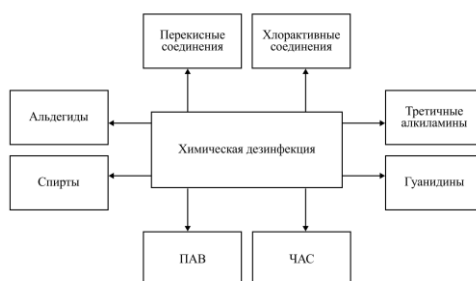 Перекисные
соединения
Хлорактивные
соединения
Альдегиды
Третичные
алкиламины
Химическая дезинфекция
Спирты
Гуанидины
ПАВ
ЧАС